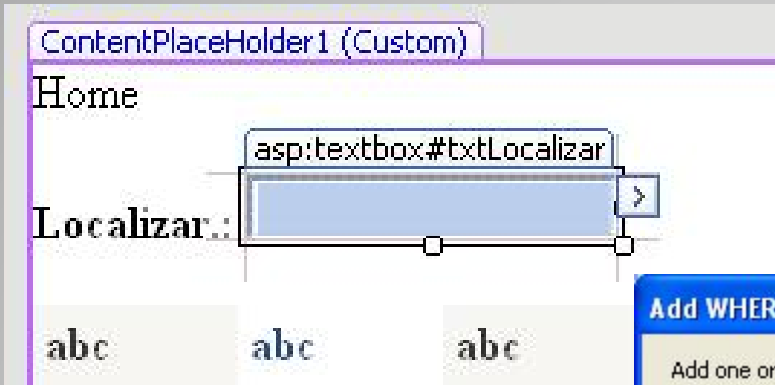 ContentPlaceHolder1 (Custom)
Home
asp:textbox#txtLocalizar
Localizar.:
abc abc abc
Add WHER
Add one or